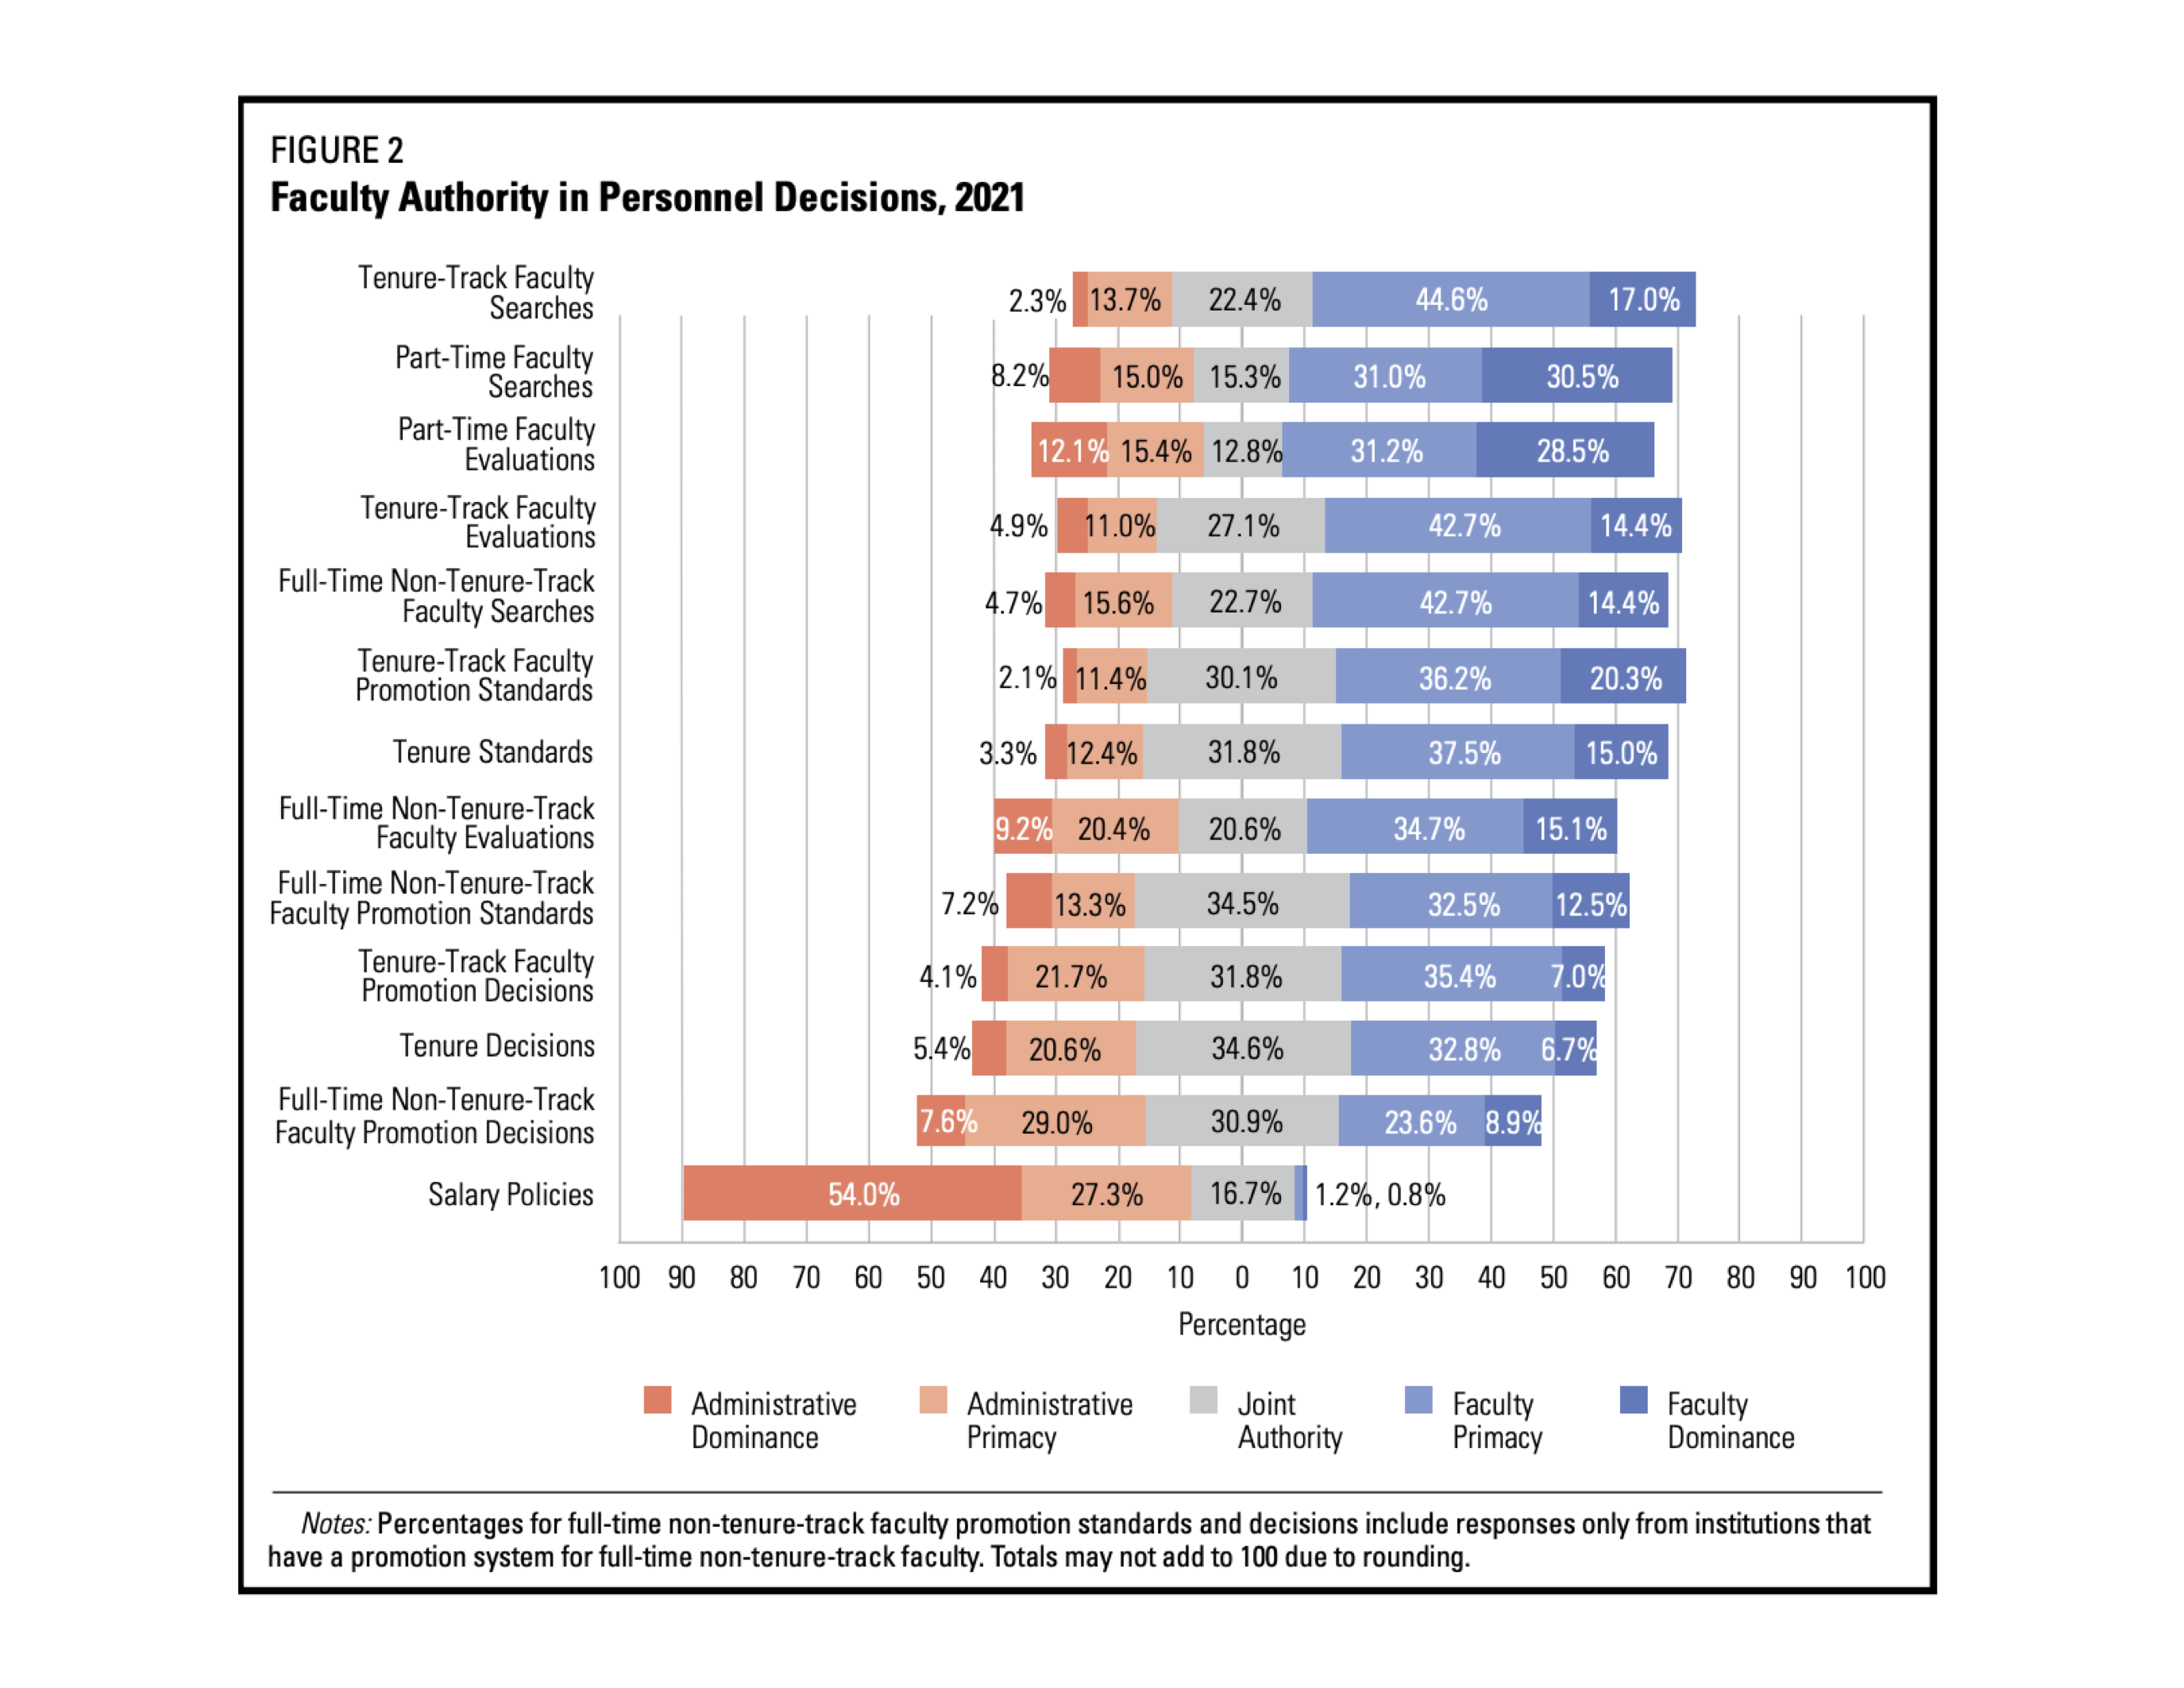 FIGURE 2
Faculty Authority in Personnel Decisions, 2021
Tenure-Track Faculty
Searches
2.3% 13.7% 22.4% 44.6% 17.0%
Part-Time Faculty
Searches
8.2% 15.0% 15.3% 31.0% 30.5%
Part-Time Faculty
Evaluations
12.1% 15.4% 12.8% 31.2% 28.5%
Tenure-Track Faculty
Evaluations
4.9% 11.0% 27.1% 42.7% 14.4%
Full-Time Non-Tenure-Track
Faculty Searches
4.7% 15.6% 22.7% 42.7% 14.4%
Tenure-Track Faculty
Promotion Standards
2.1% 11.4% 30.1% 36.2% 20.3%
Tenure Standards
3.3% 12.4% 31.8% 37.5% 15.0%
Full-Time Non-Tenure-Track
Faculty Evaluations
9.2% 20.4% 20.6% 34.7% 15.1%
Full-Time Non-Tenure-Track
Faculty Promotion Standards
7.2% 13.3% 34.5% 32.5% 12.5%
Tenure-Track Faculty
Promotion Decisions
4.1% 21.7% 31.8% 35.4% 7.0%
Tenure Decisions
5.4% 20.6% 34.6% 32.8% 6.7%
Full-Time Non-Tenure-Track
Faculty Promotion Decisions
7.6% 29.0% 30.9% 23.6% 8.9%
Salary Policies
54.0% 27.3% 16.7% 1.2%, 0.8%
100 90 80 70 60 50 40 30 20 10 0 10 20 30 40 50 60 70 80 90 100
Percentage
Administrative
Dominance
Administrative
Primacy
Joint
Authority
Faculty
Primacy
Faculty
Dominance
Notes: Percentages for full-time non-tenure-track faculty promotion standards and decisions include responses only from institutions that
have a promotion system for full-time non-tenure-track faculty. Totals may not add to 100 due to rounding.